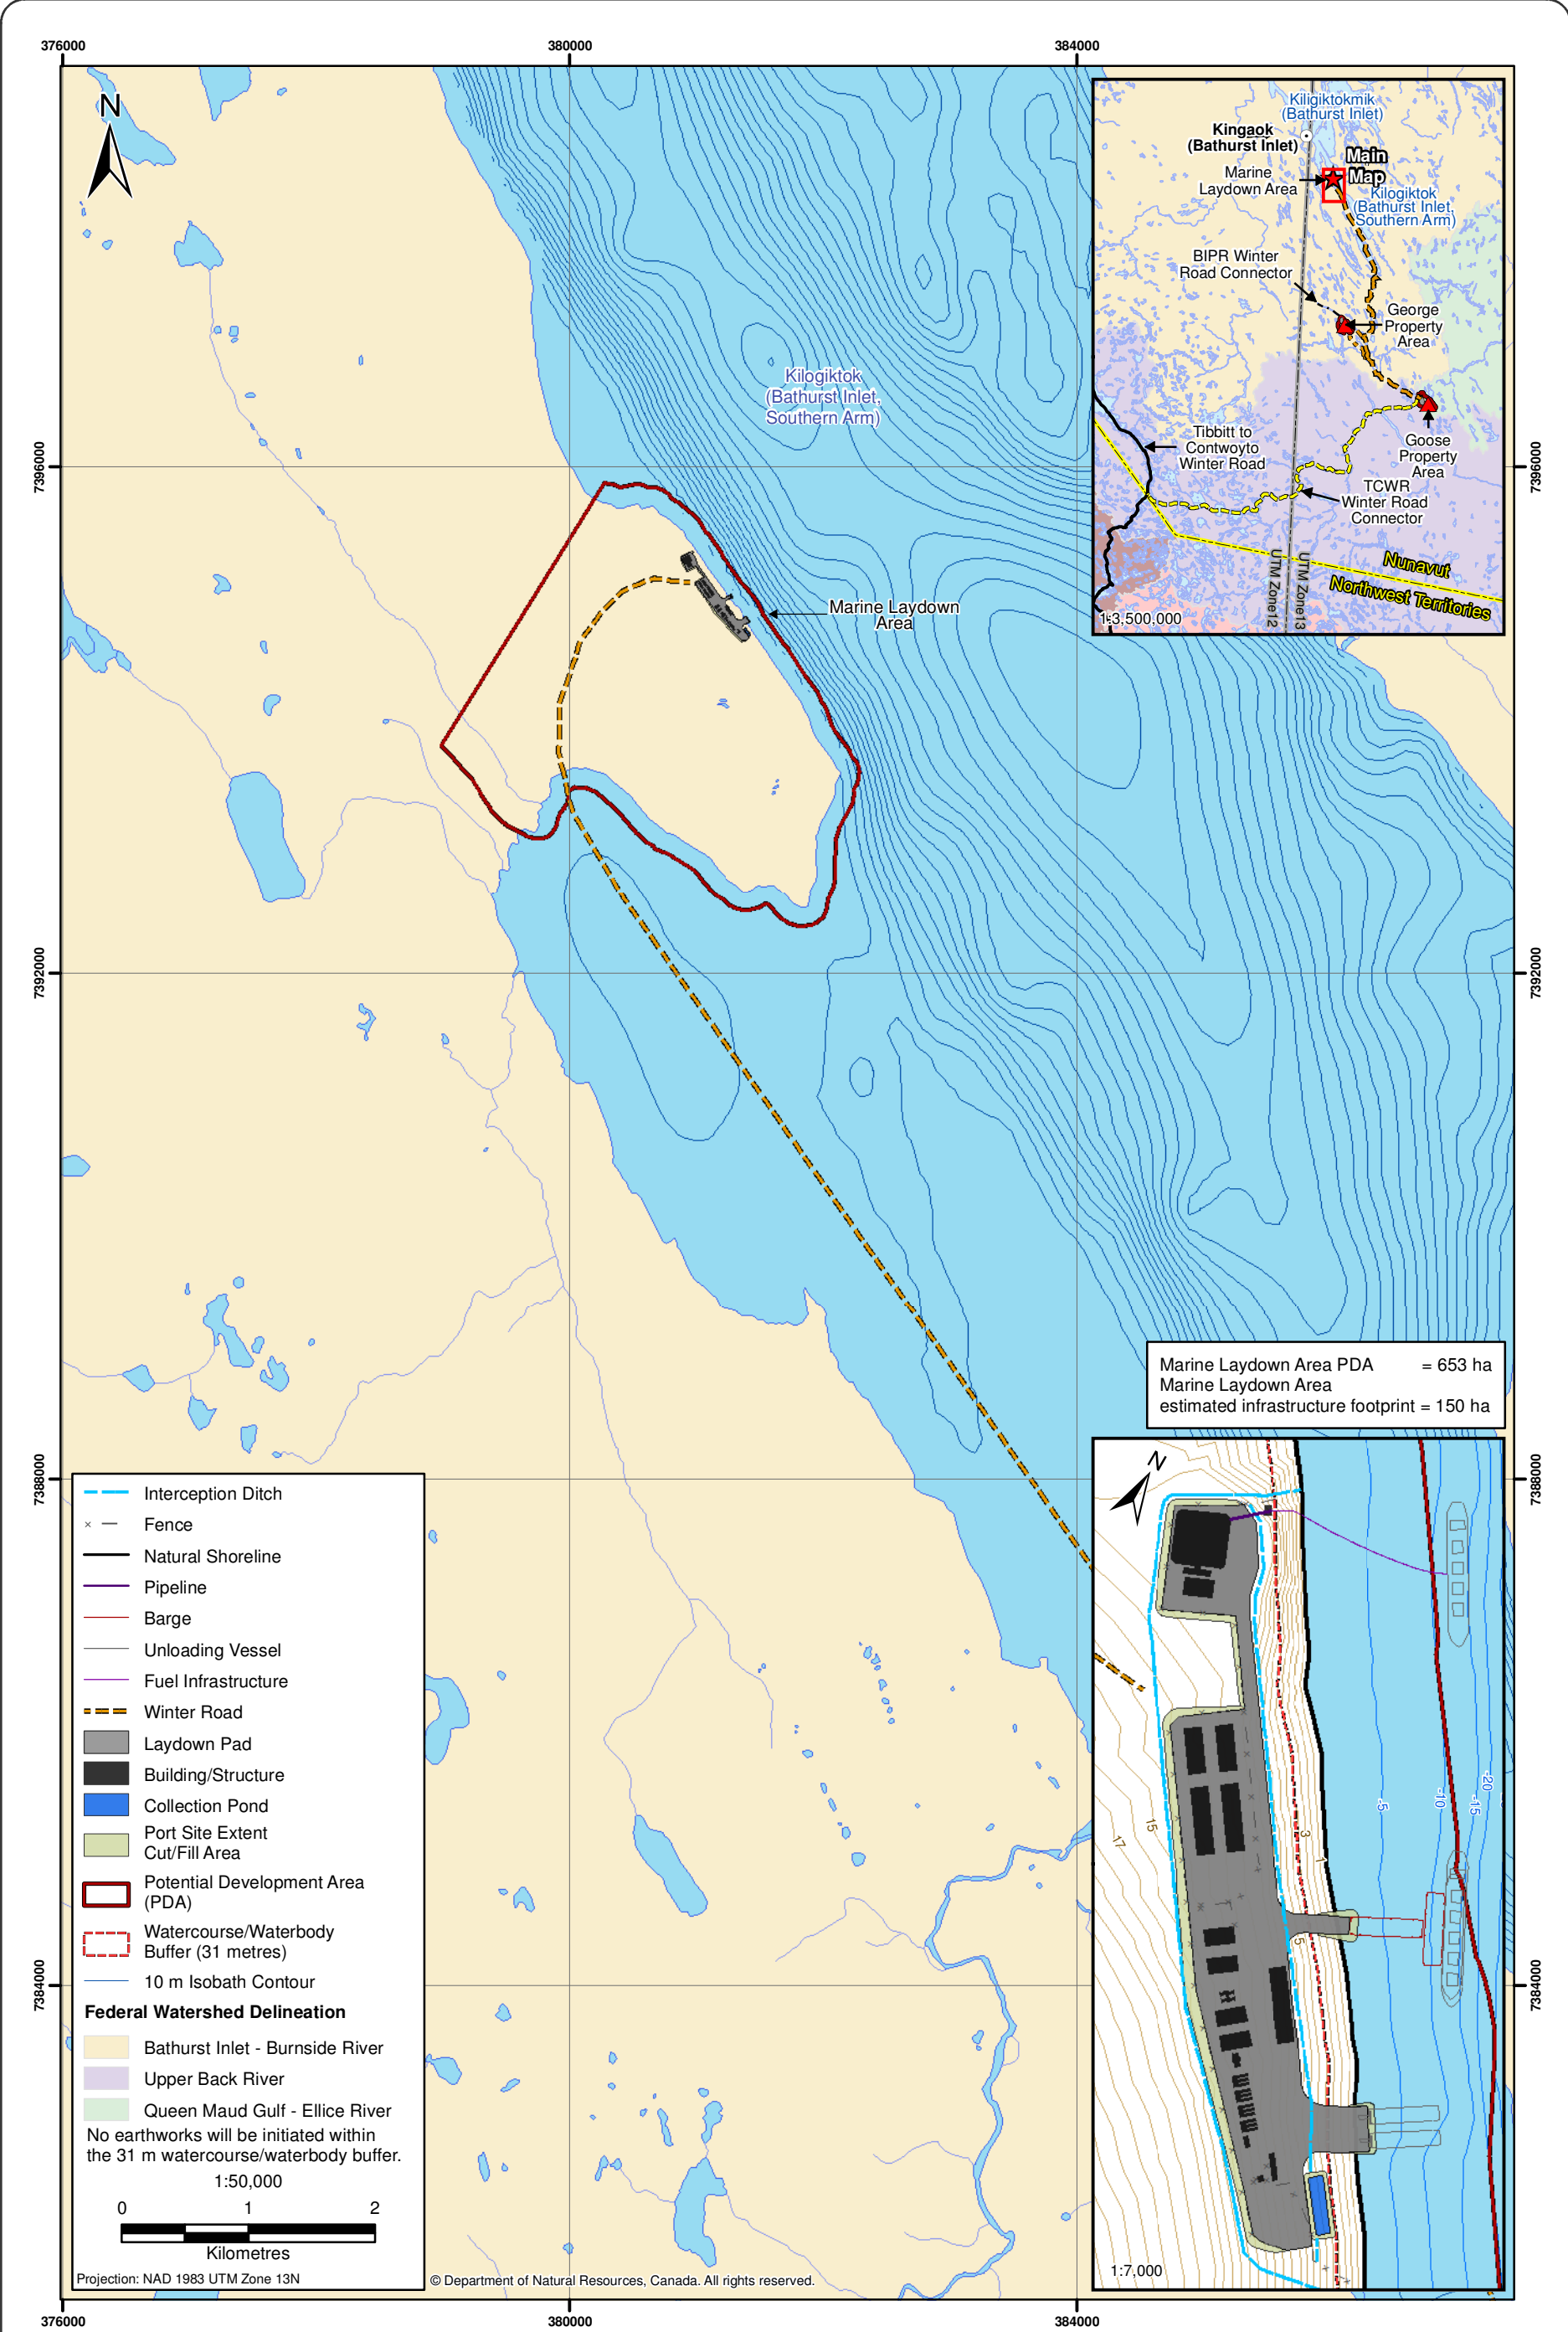 376000
380000
384000
N
Kiligiktokmik
(Bathurst Inlet)
Kingaok
(Bathurst Inlet)
Main
Map
Marine
Laydown Area
Kilogiktok
(Bathurst Inlet,
Southern Arm)
BIPR Winter
Road Connector
George
Property
Area
Tibbitt to
Contwoyto
Winter Road
Goose
Property
Area
TCWR
Winter Road
Connector
Nunavut
Northwest Territories
UTM Zone12
UTM Zone13
1:3,500,000
Kilogiktok
(Bathurst Inlet,
Southern Arm)
7396000
7396000
Marine Laydown
Area
7392000
7392000
Marine Laydown Area PDA = 653 ha
Marine Laydown Area
estimated infrastructure footprint = 150 ha
7388000
7388000
Interception Ditch
Fence
Natural Shoreline
Pipeline
Barge
Unloading Vessel
Fuel Infrastructure
Winter Road
Laydown Pad
Building/Structure
Collection Pond
Port Site Extent
Cut/Fill Area
Potential Development Area
(PDA)
Watercourse/Waterbody
Buffer (31 metres)
10 m Isobath Contour
Federal Watershed Delineation
Bathurst Inlet - Burnside River
Upper Back River
Queen Maud Gulf - Ellice River
No earthworks will be initiated within
the 31 m watercourse/waterbody buffer.
1:50,000
0 1 2
Kilometres
Projection: NAD 1983 UTM Zone 13N
© Department of Natural Resources, Canada. All rights reserved.
N
17
15
3
1
5
-5
-10
-15
-20
1:7,000
7384000
7384000
376000
380000
384000